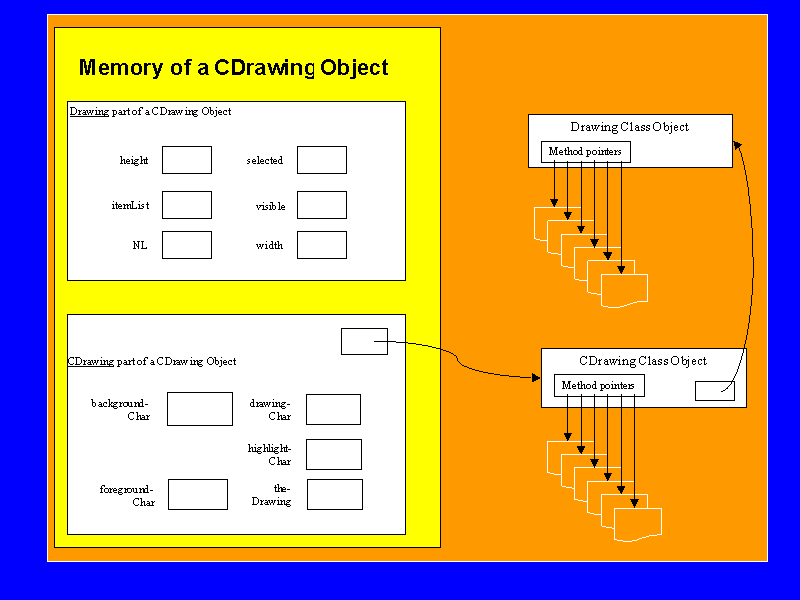 Memory of a CDrawing Object
Drawing part of a CDrawing Object
height
selected
itemList
visible
NL
width
CDrawing part of a CDrawing Object
background-
Char
drawing-
Char
highlight-
Char
foreground-
Char
the-
Drawing
Drawing Class Object
Method pointers
CDrawing Class Object
Method pointers